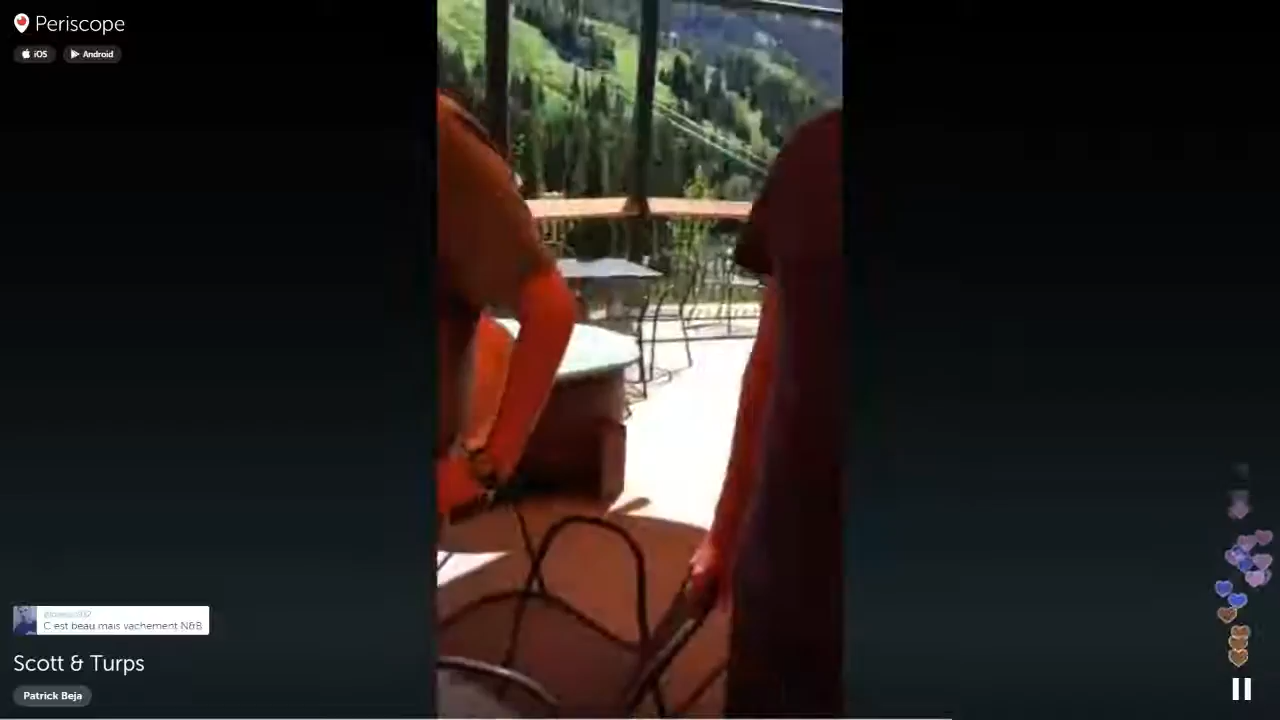 Periscope
iOS
Android
C est beau mais vachement N&B
Scott & Turps
Patrick Beja